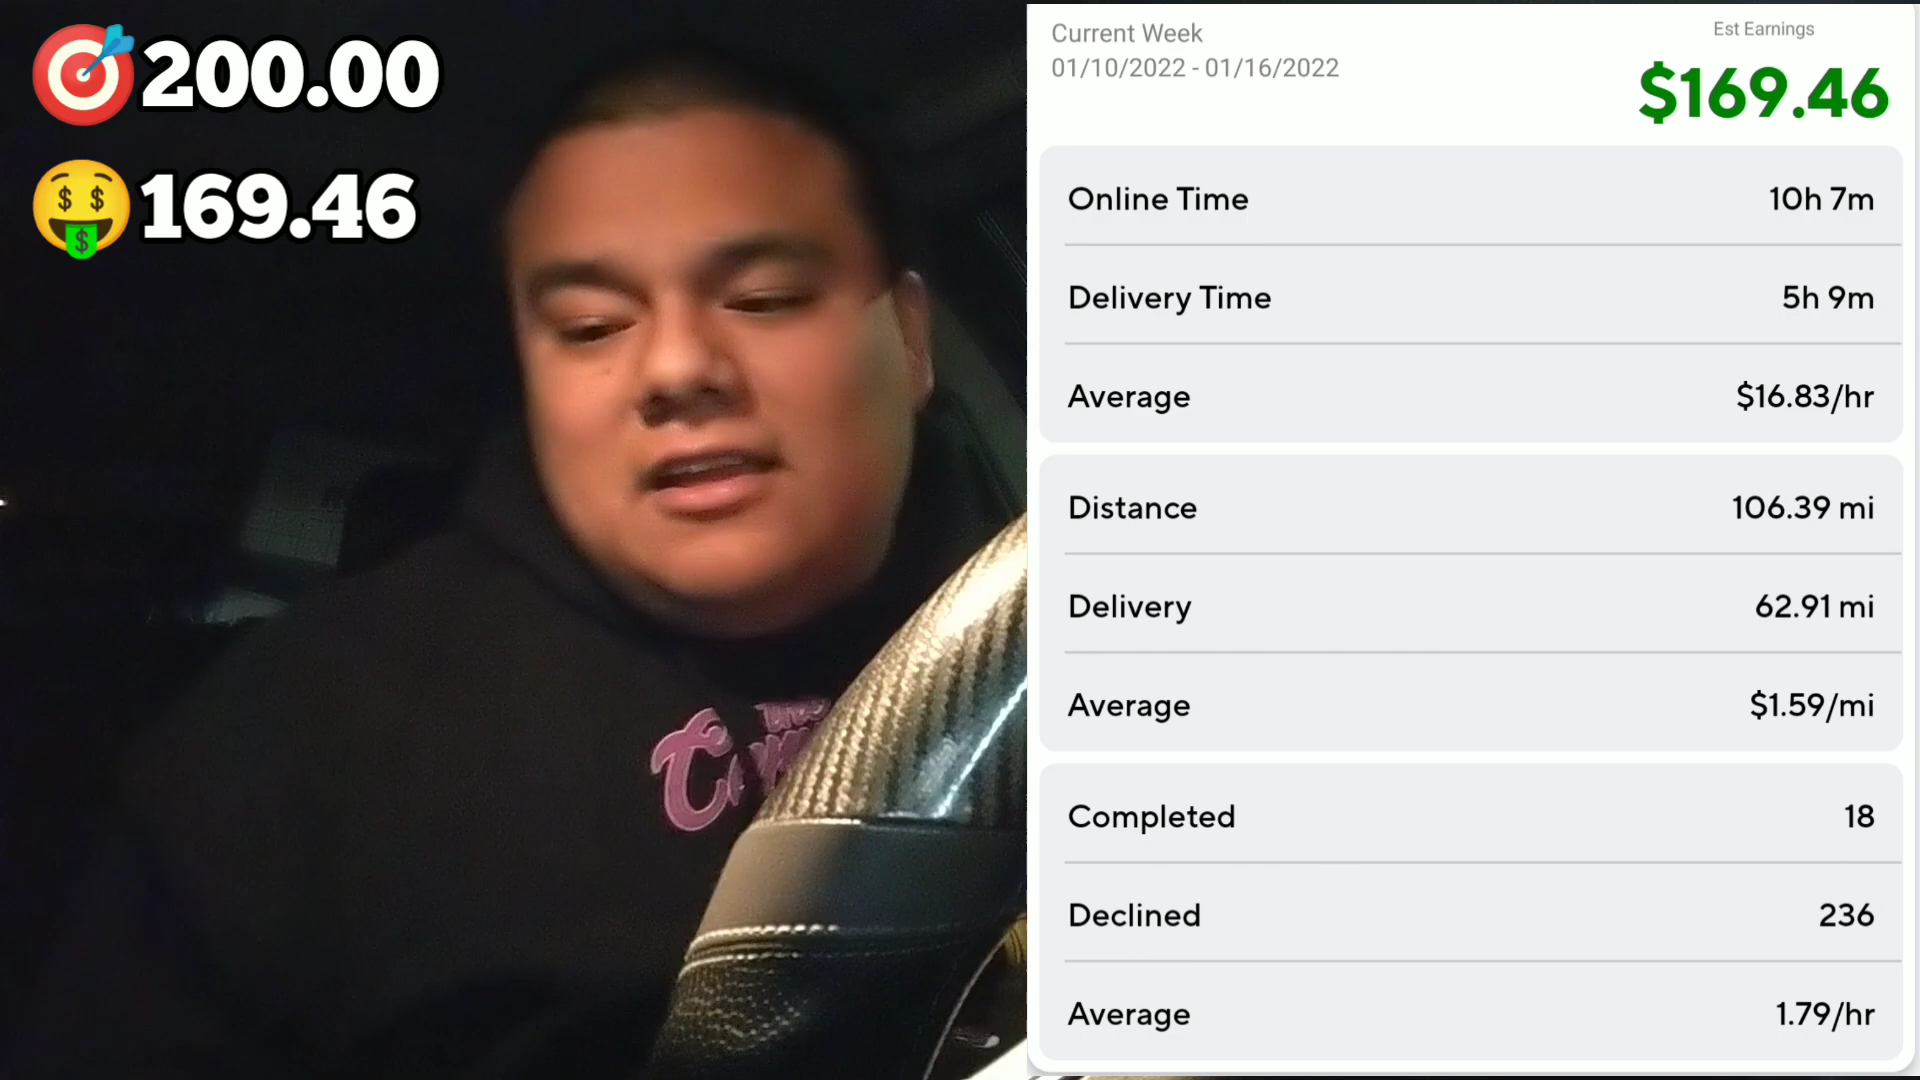 200.00
169.46
Current Week
01/10/2022 - 01/16/2022
Est Earnings
$169.46
Online Time 10h 7m
Delivery Time 5h 9m
Average $16.83/hr
Distance 106.39 mi
Delivery 62.91 mi
Average $1.59/mi
Completed 18
Declined 236
Average 1.79/hr